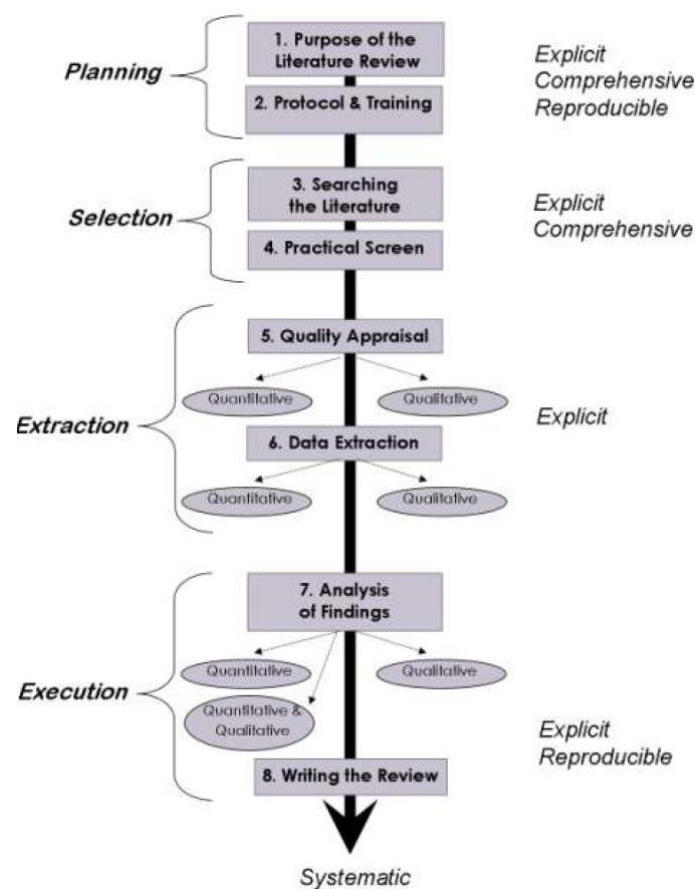 Planning
1. Purpose of the
Literature Review
2. Protocol & Training
Explicit
Comprehensive
Reproducible
Selection
3. Searching
the Literature
4. Practical Screen
Explicit
Comprehensive
Extraction
5. Quality Appraisal
Quantitative
Qualitative
6. Data Extraction
Quantitative
Qualitative
Explicit
Execution
7. Analysis
of Findings
Quantitative
Qualitative
Quantitative &
Qualitative
8. Writing the Review
Explicit
Reproducible
Systematic